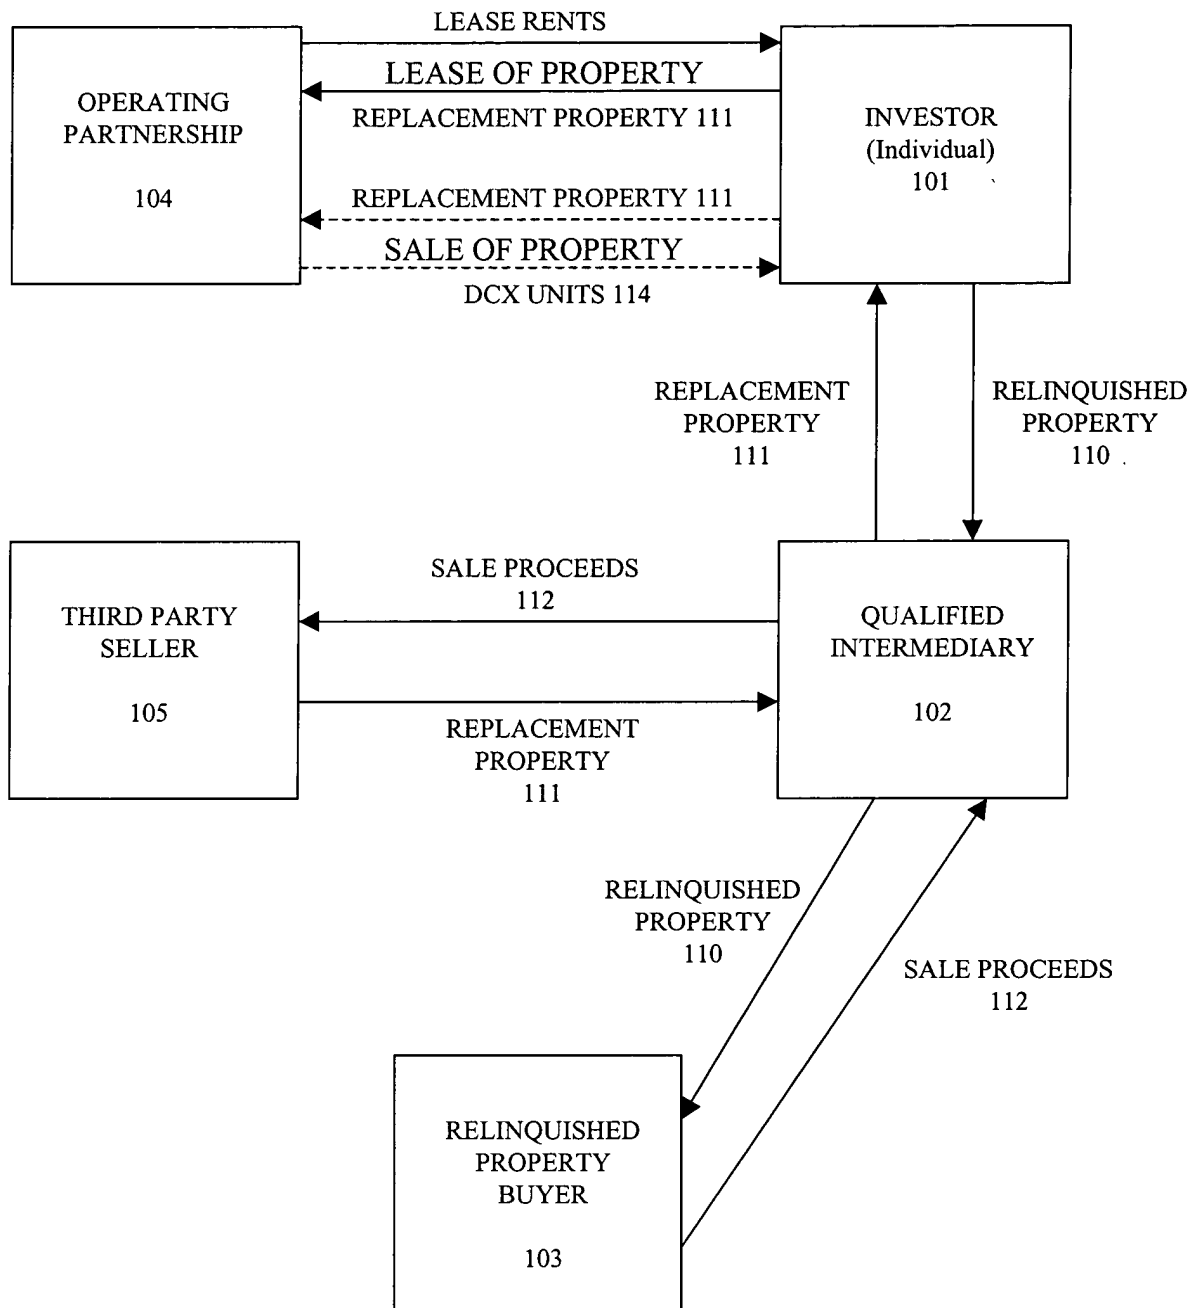 LEASE RENTS
LEASE OF PROPERTY
REPLACEMENT PROPERTY 111
OPERATING
PARTNERSHIP
104
INVESTOR
(Individual)
101
REPLACEMENT PROPERTY 111
SALE OF PROPERTY
DCX UNITS 114
REPLACEMENT
PROPERTY
111
RELINQUISHED
PROPERTY
110
SALE PROCEEDS
112
THIRD PARTY
SELLER
105
QUALIFIED
INTERMEDIARY
102
REPLACEMENT
PROPERTY
111
RELINQUISHED
PROPERTY
110
SALE PROCEEDS
112
RELINQUISHED
PROPERTY
BUYER
103